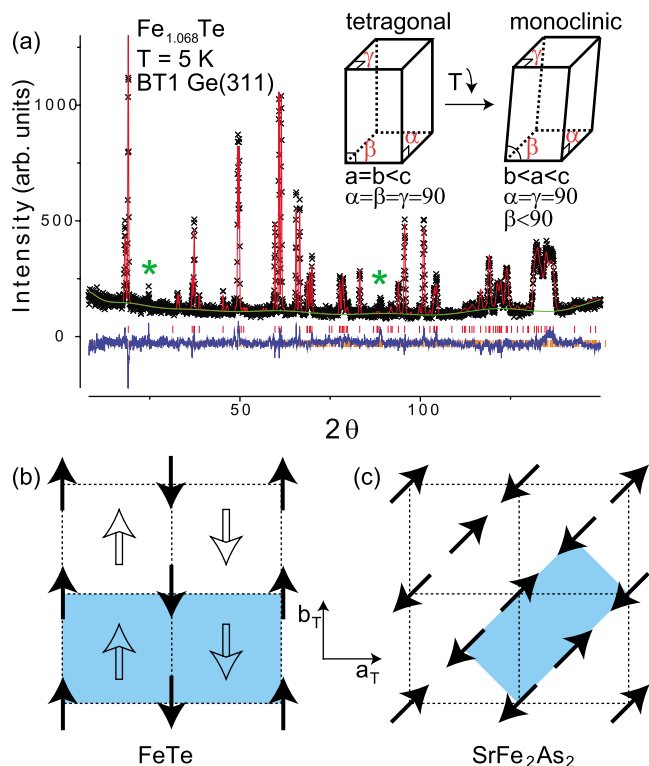 (a)
Fe1.068Te
T = 5 K
BT1 Ge(311)
tetragonal
monoclinic
T
γ
β
α
γ
β
α
a=b<c
α=β=γ=90
b<a<c
α=γ=90
β<90
Intensity (arb. units)
1000
500
0
*
*
50
100
2θ
(b)
(c)
bT
aT
FeTe
SrFe2As2